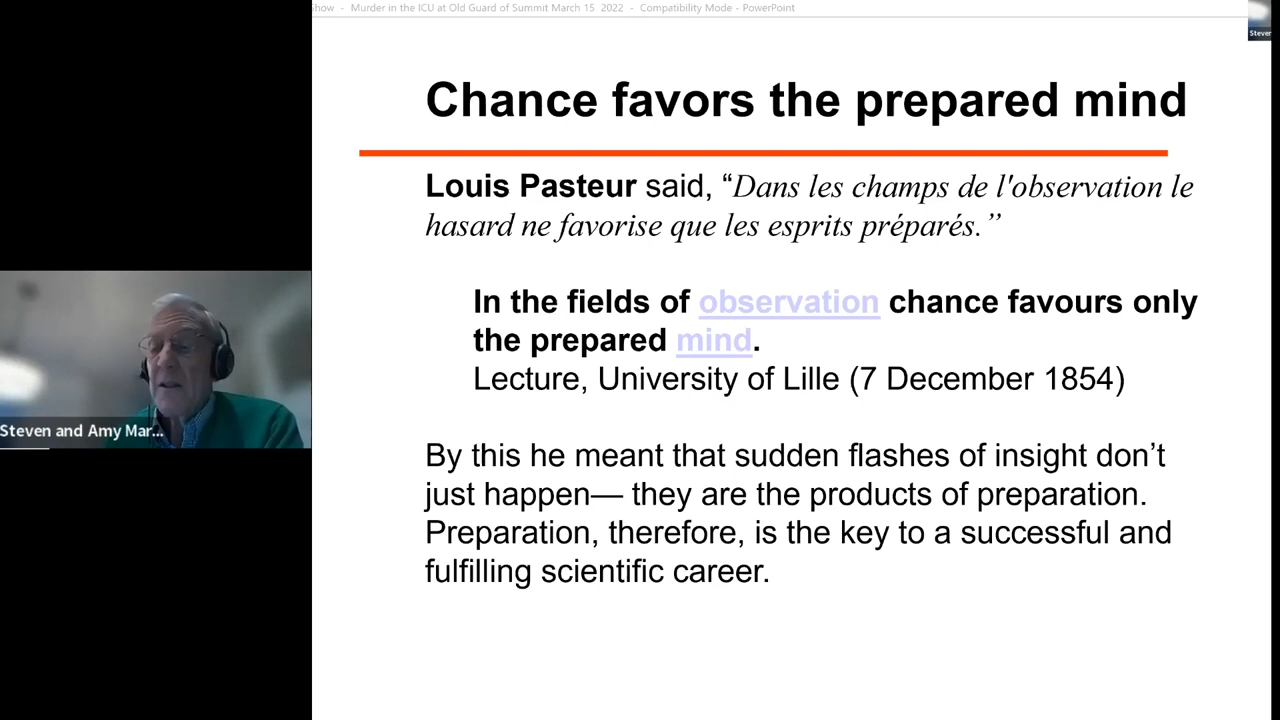 Show - Murder in the ICU at Old Guard of Summit March 15 2022 - Compatibility Mode - PowerPoint
Steven
Chance favors the prepared mind
Louis Pasteur said, “Dans les champs de l'observation le
hasard ne favorise que les esprits préparés.”
In the fields of observation chance favours only
the prepared mind.
Lecture, University of Lille (7 December 1854)
Steven and Amy Mar...
By this he meant that sudden flashes of insight don’t
just happen— they are the products of preparation.
Preparation, therefore, is the key to a successful and
fulfilling scientific career.